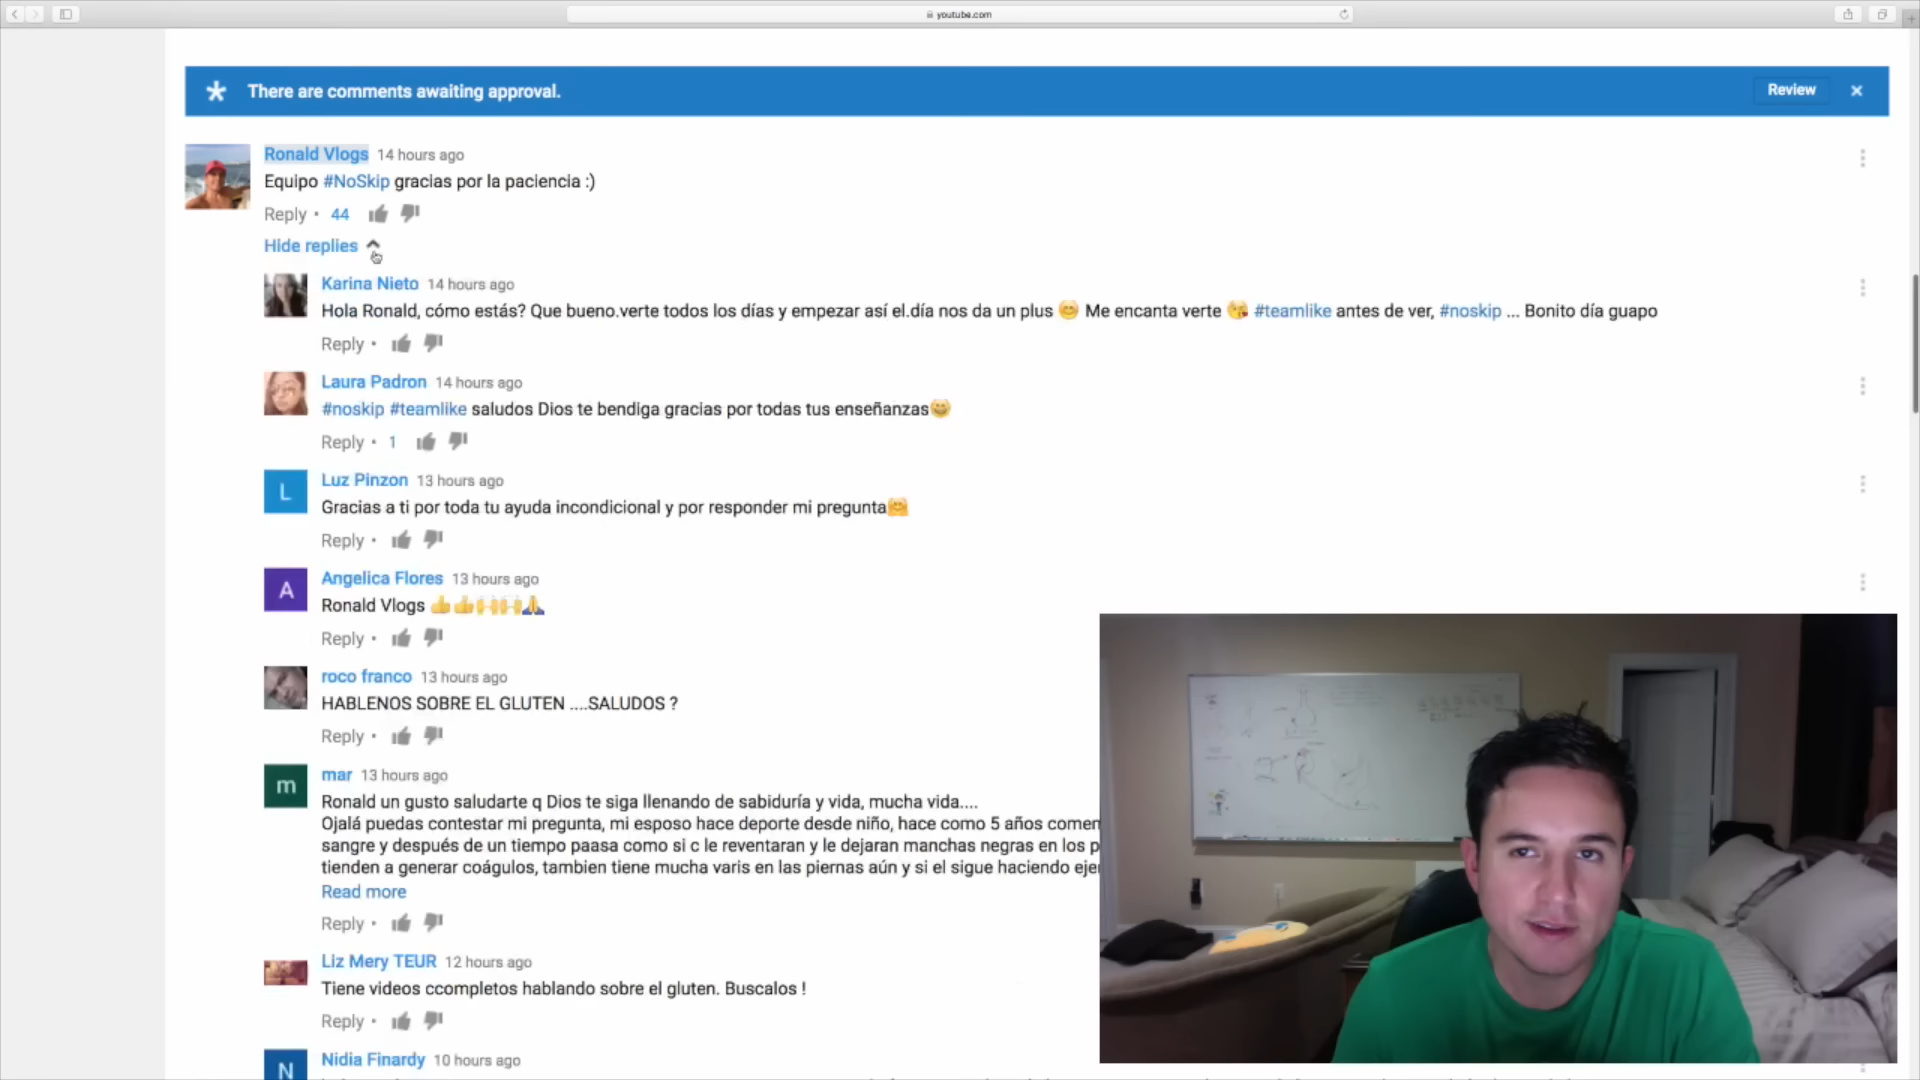 youtube.com
There are comments awaiting approval.
Review
Ronald Vlogs 14 hours ago
Equipo #NoSkip gracias por la paciencia :)
Reply • 44
Hide replies
Karina Nieto 14 hours ago
Hola Ronald, cómo estás? Que bueno.verte todos los días y empezar así el.día nos da un plus 😊 Me encanta verte 😘 #teamlike antes de ver, #noskip ... Bonito día guapo
Reply •
Laura Padron 14 hours ago
#noskip #teamlike saludos Dios te bendiga gracias por todas tus enseñanzas😄
Reply • 1
L
Luz Pinzon 13 hours ago
Gracias a ti por toda tu ayuda incondicional y por responder mi pregunta🤗
Reply •
A
Angelica Flores 13 hours ago
Ronald Vlogs 👍👍🙌🙌🙏
Reply •
roco franco 13 hours ago
HABLENOS SOBRE EL GLUTEN ....SALUDOS ?
Reply •
m
mar 13 hours ago
Ronald un gusto saludarte q Dios te siga llenando de sabiduría y vida, mucha vida....
Ojalá puedas contestar mi pregunta, mi esposo hace deporte desde niño, hace como 5 años comen
sangre y después de un tiempo paasa como si c le reventaran y le dejaran manchas negras en los p
tienden a generar coágulos, tambien tiene mucha varis en las piernas aún y si el sigue haciendo eje
Read more
Reply •
Liz Mery TEUR 12 hours ago
Tiene videos ccompletos hablando sobre el gluten. Buscalos !
Reply •
N
Nidia Finardy 10 hours ago